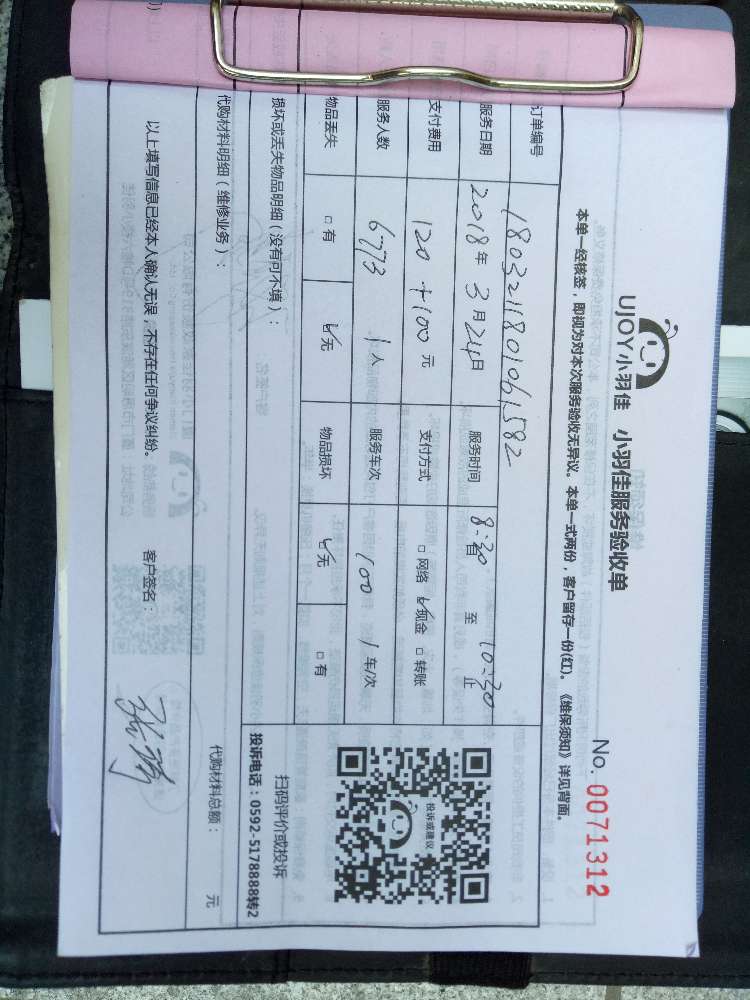 UJOY小羽佳 小羽佳服务验收单
No. 0071312
本单一经核签，即视为对本次服务验收无异议。本单一式两份，客户留存一份(红)。《维保须知》详见背面。
订单编号 1803211801061582
服务日期 2018年 3月24日 服务时间 8:30 至 10:30 止
支付费用 120+100 元 支付方式 □ 网络 ☑现金 □ 转账
服务人数 6773 1 人 服务车次 100 1 车/次
物品丢失 □ 有 ☑无 物品损坏 ☑无 □ 有
投诉或建议
扫码评价或投诉
投诉电话：0592-5178888转2
损坏或丢失物品明细（没有可不填）：
代购材料明细（维修业务）：
代购材料总额： 元
以上填写信息已经本人确认无误，不存在任何争议纠纷。 客户签名：